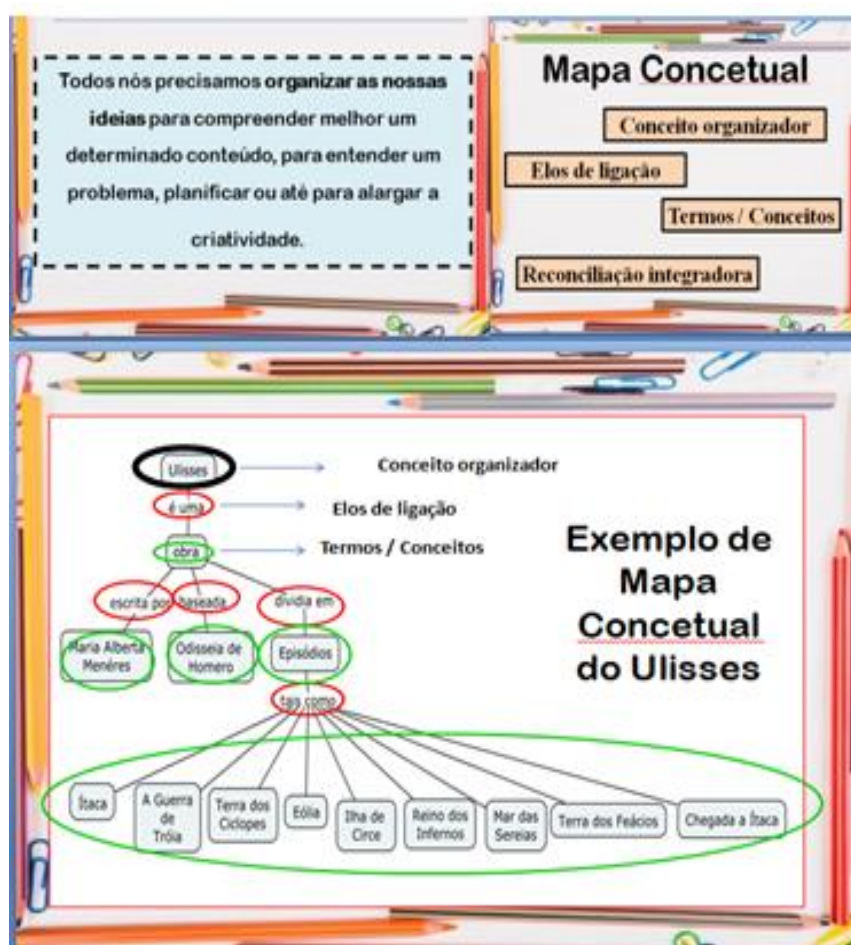 Todos nós precisamos organizar as nossas
ideias para compreender melhor um
determinado conteúdo, para entender um
problema, planificar ou até para alargar a
criatividade.
Mapa Concetual
Conceito organizador
Elos de ligação
Termos / Conceitos
Reconciliação integradora
Ulisses
Conceito organizador
é uma
Elos de ligação
obra
Termos / Conceitos
Exemplo de
Mapa
Concetual
do Ulisses
escrita por
baseada
dividia em
Maria Alberta
Menéres
Odisseia de
Homero
Episódios
tais como
Ítaca
A Guerra
de
Tróia
Terra dos
Ciclopes
Eólia
Ilha de
Circe
Reino dos
Infernos
Mar das
Sereias
Terra dos Feácios
Chegada a Ítaca